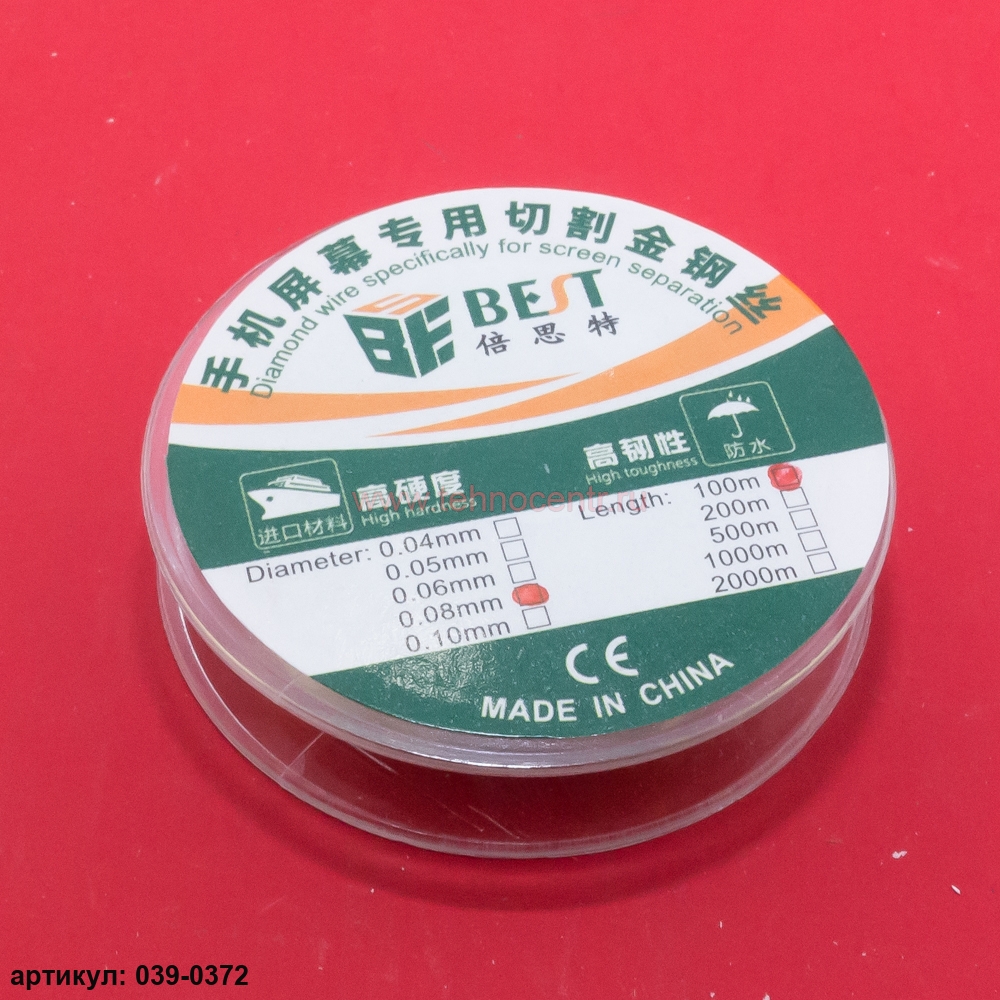 手机屏幕专用切割金钢丝
Diamond wire specifically for screen separation
BEST
倍思特
进口材料
高硬度
High hardness
高韧性
High toughness
防水
www.tehnocentr.ru
Diameter: 0.04mm
0.05mm
0.06mm
0.08mm
0.10mm
Length: 100m
200m
500m
1000m
2000m
CE
MADE IN CHINA
артикул: 039-0372